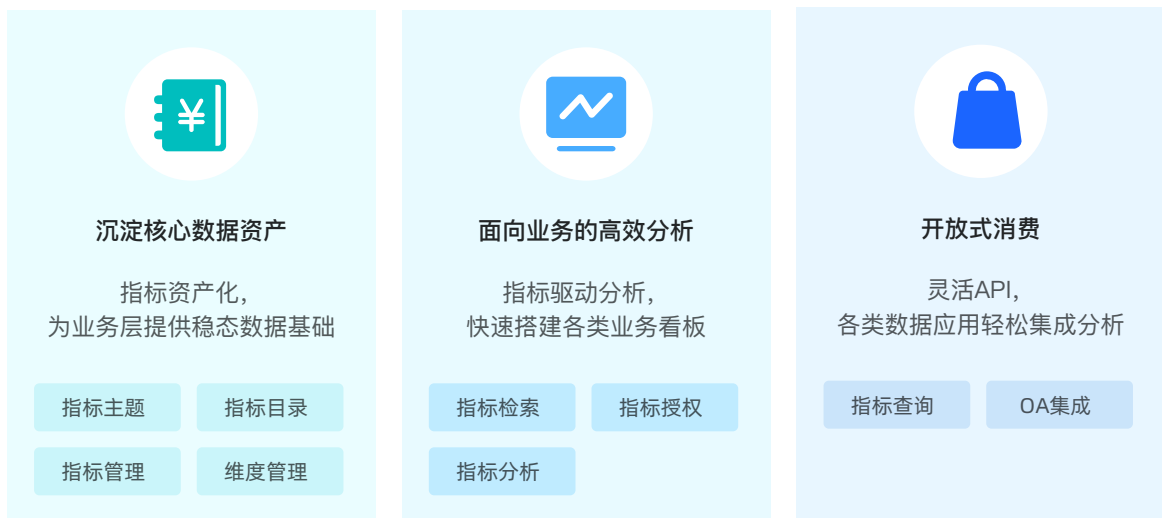 ¥
沉淀核心数据资产
指标资产化，
为业务层提供稳态数据基础
指标主题
指标目录
指标管理
维度管理
面向业务的高效分析
指标驱动分析，
快速搭建各类业务看板
指标检索
指标授权
指标分析
开放式消费
灵活API，
各类数据应用轻松集成分析
指标查询
OA集成